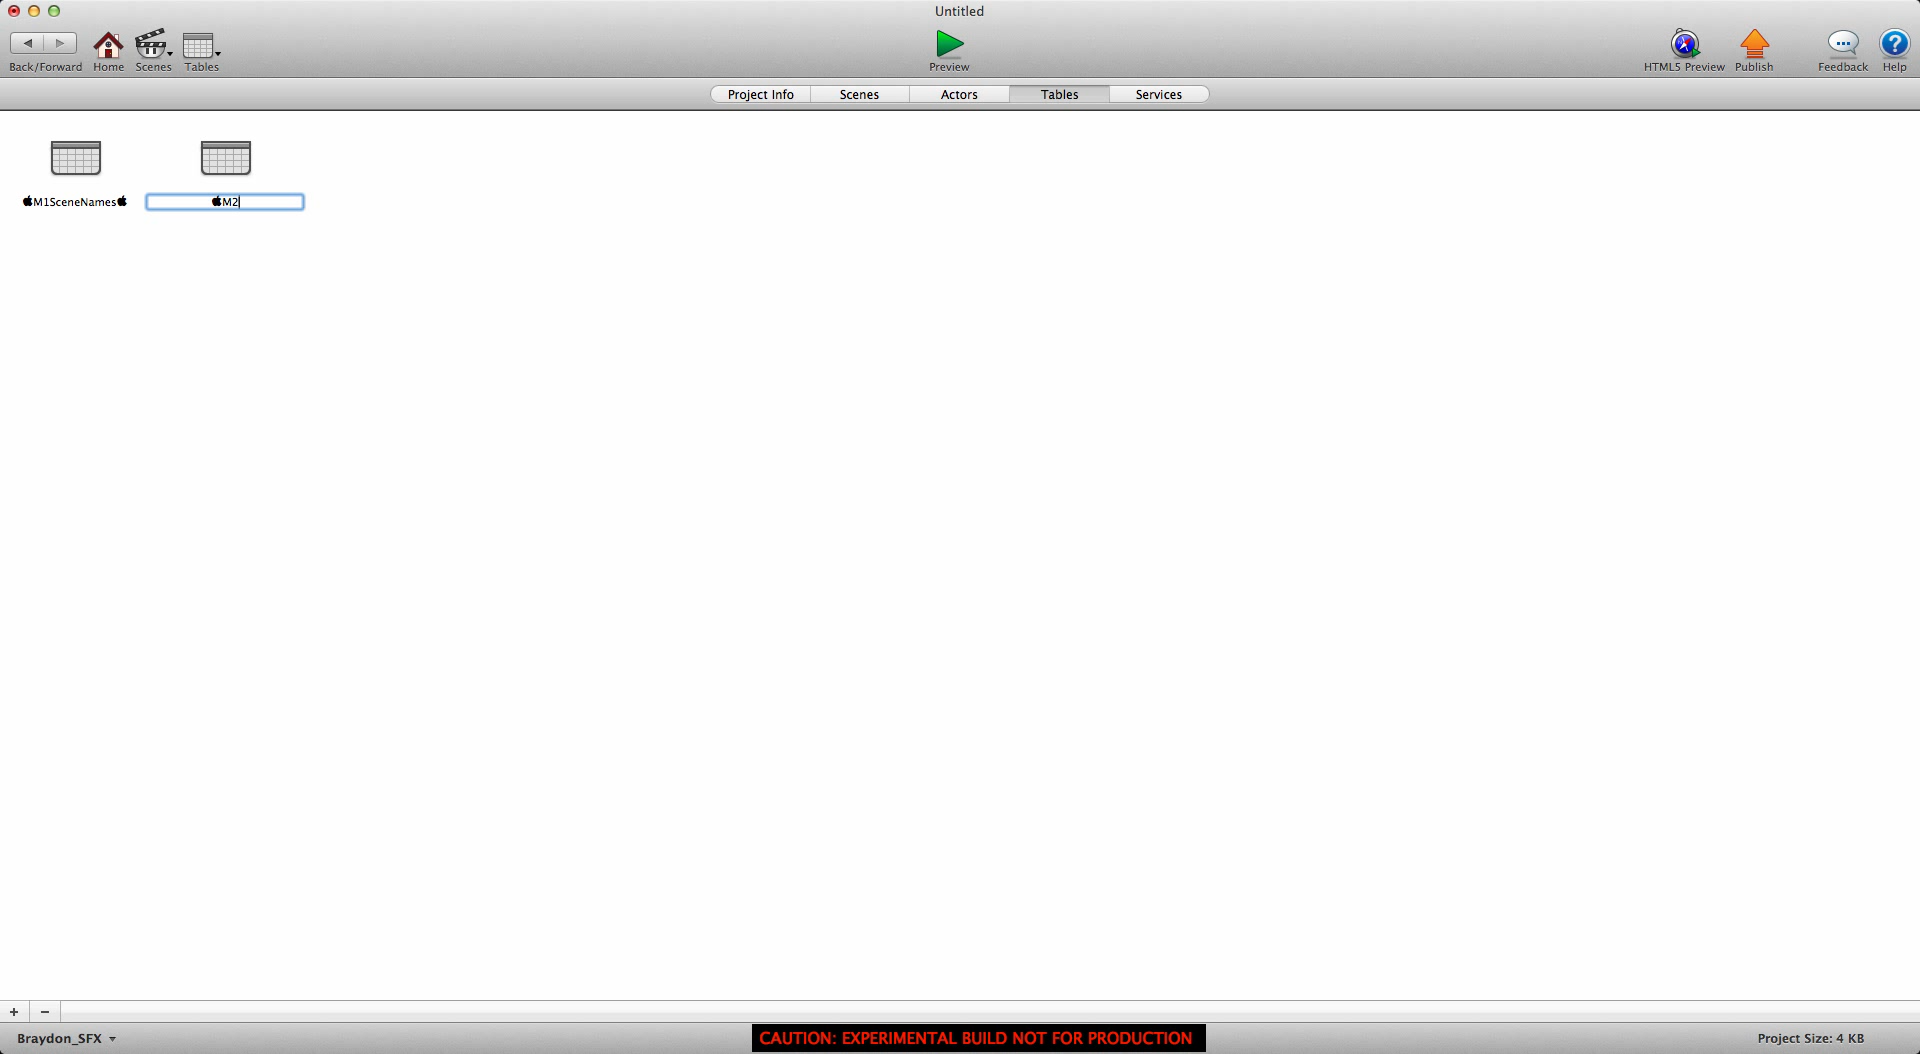 Untitled
Back/Forward Home Scenes Tables Preview HTML5 Preview Publish Feedback Help
Project Info Scenes Actors Tables Services
M1SceneNames M2
+ −
Braydon_SFX CAUTION: EXPERIMENTAL BUILD NOT FOR PRODUCTION Project Size: 4 KB